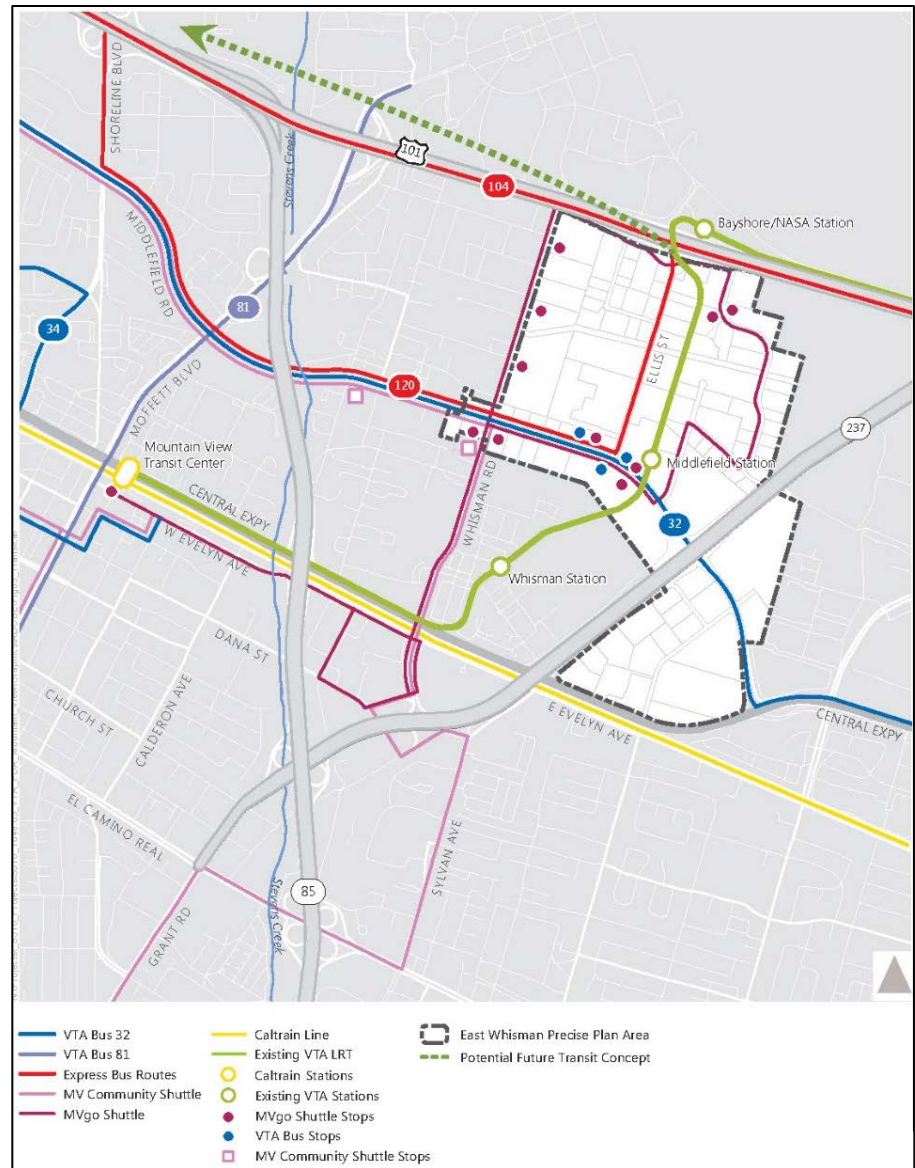 SHORELINE BLVD
Stevens Creek
101
104
Bayshore/NASA Station
MIDDLEFIELD RD
81
34
ELLIS ST
MOFFETT BLVD
120
237
Mountain View
Transit Center
Middlefield Station
CENTRAL EXPY
WHISMAN RD
32
W EVELYN AVE
Whisman Station
DANA ST
CALDERON AVE
CHURCH ST
E EVELYN AVE
CENTRAL EXPY
EL CAMINO REAL
SYLVAN AVE
85
Stevens Creek
GRANT RD
VTA Bus 32
VTA Bus 81
Express Bus Routes
MV Community Shuttle
MVgo Shuttle
Caltrain Line
Existing VTA LRT
Caltrain Stations
Existing VTA Stations
MVgo Shuttle Stops
VTA Bus Stops
MV Community Shuttle Stops
East Whisman Precise Plan Area
Potential Future Transit Concept